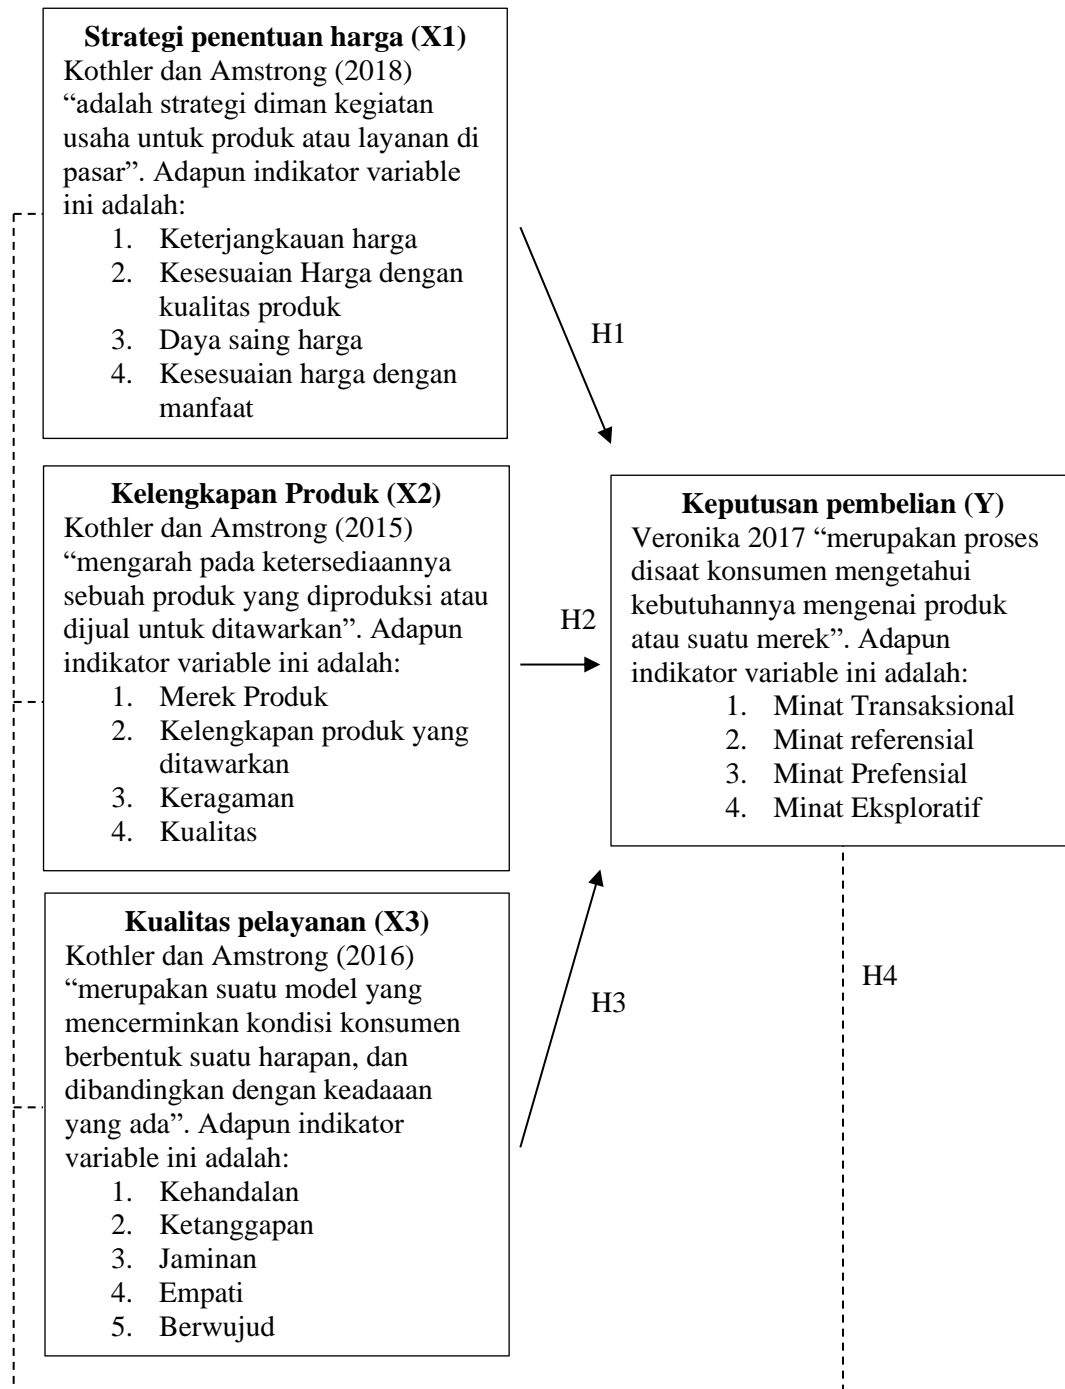 Strategi penentuan harga (X1)
Kothler dan Amstrong (2018)
“adalah strategi diman kegiatan
usaha untuk produk atau layanan di
pasar”. Adapun indikator variable
ini adalah:
1. Keterjangkauan harga
2. Kesesuaian Harga dengan
kualitas produk
3. Daya saing harga
4. Kesesuaian harga dengan
manfaat
H1
Kelengkapan Produk (X2)
Kothler dan Amstrong (2015)
“mengarah pada ketersediaannya
sebuah produk yang diproduksi atau
dijual untuk ditawarkan”. Adapun
indikator variable ini adalah:
1. Merek Produk
2. Kelengkapan produk yang
ditawarkan
3. Keragaman
4. Kualitas
H2
Keputusan pembelian (Y)
Veronika 2017 “merupakan proses
disaat konsumen mengetahui
kebutuhannya mengenai produk
atau suatu merek”. Adapun
indikator variable ini adalah:
1. Minat Transaksional
2. Minat referensial
3. Minat Prefensial
4. Minat Eksploratif
Kualitas pelayanan (X3)
Kothler dan Amstrong (2016)
“merupakan suatu model yang
mencerminkan kondisi konsumen
berbentuk suatu harapan, dan
dibandingkan dengan keadaaan
yang ada”. Adapun indikator
variable ini adalah:
1. Kehandalan
2. Ketanggapan
3. Jaminan
4. Empati
5. Berwujud
H3
H4